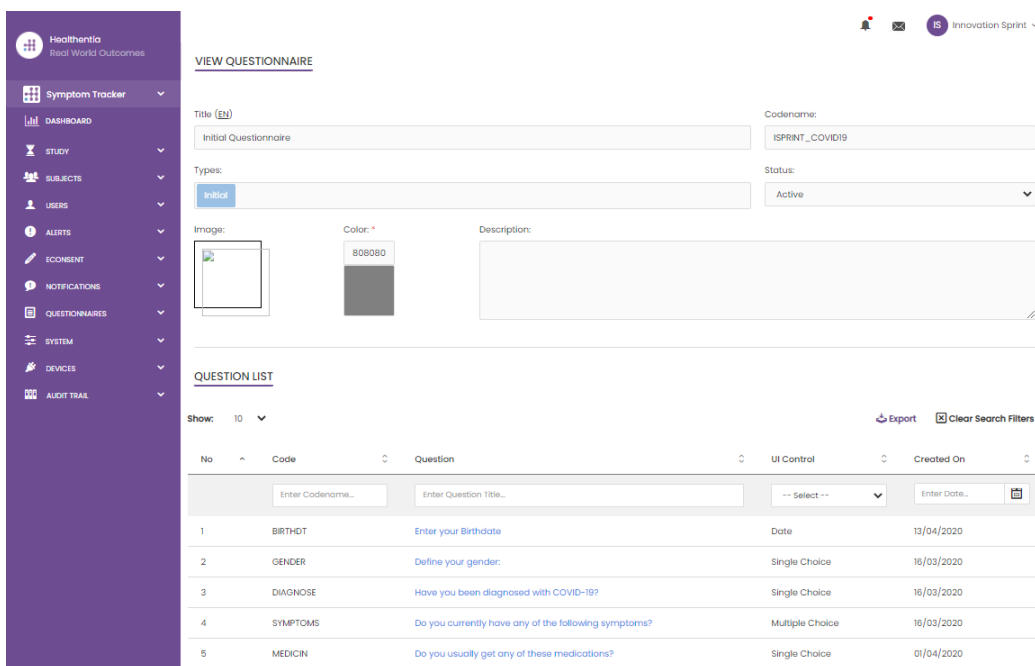 Healthentia
Real World Outcomes
IS Innovation Sprint
Symptom Tracker
DASHBOARD
STUDY
SUBJECTS
USERS
ALERTS
ECONSENT
NOTIFICATIONS
QUESTIONNAIRES
SYSTEM
DEVICES
AUDIT TRAIL
VIEW QUESTIONNAIRE
Title (EN)
Codename:
Initial Questionnaire
ISPRINT_COVID19
Types:
Status:
Initial
Active
Image:
Color: *
Description:
808080
QUESTION LIST
Show: 10
Export
Clear Search Filters
No Code Question UI Control Created On
Enter Codename... Enter Question Title... -- Select -- Enter Date...
1 BIRTHDT Enter your Birthdate Date 13/04/2020
2 GENDER Define your gender: Single Choice 16/03/2020
3 DIAGNOSE Have you been diagnosed with COVID-19? Single Choice 16/03/2020
4 SYMPTOMS Do you currently have any of the following symptoms? Multiple Choice 16/03/2020
5 MEDICIN Do you usually get any of these medications? Single Choice 01/04/2020